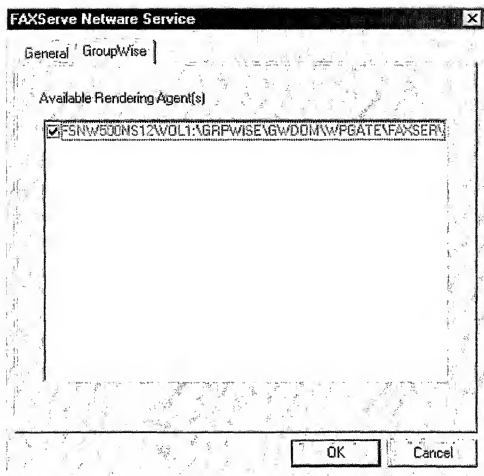 FAXServe Netware Service
General GroupWise
Available Rendering Agent(s)
FSNW500NS12\VOL1:\GRPWISE\GWDOM\WPGATE\FAXSER\
OK Cancel